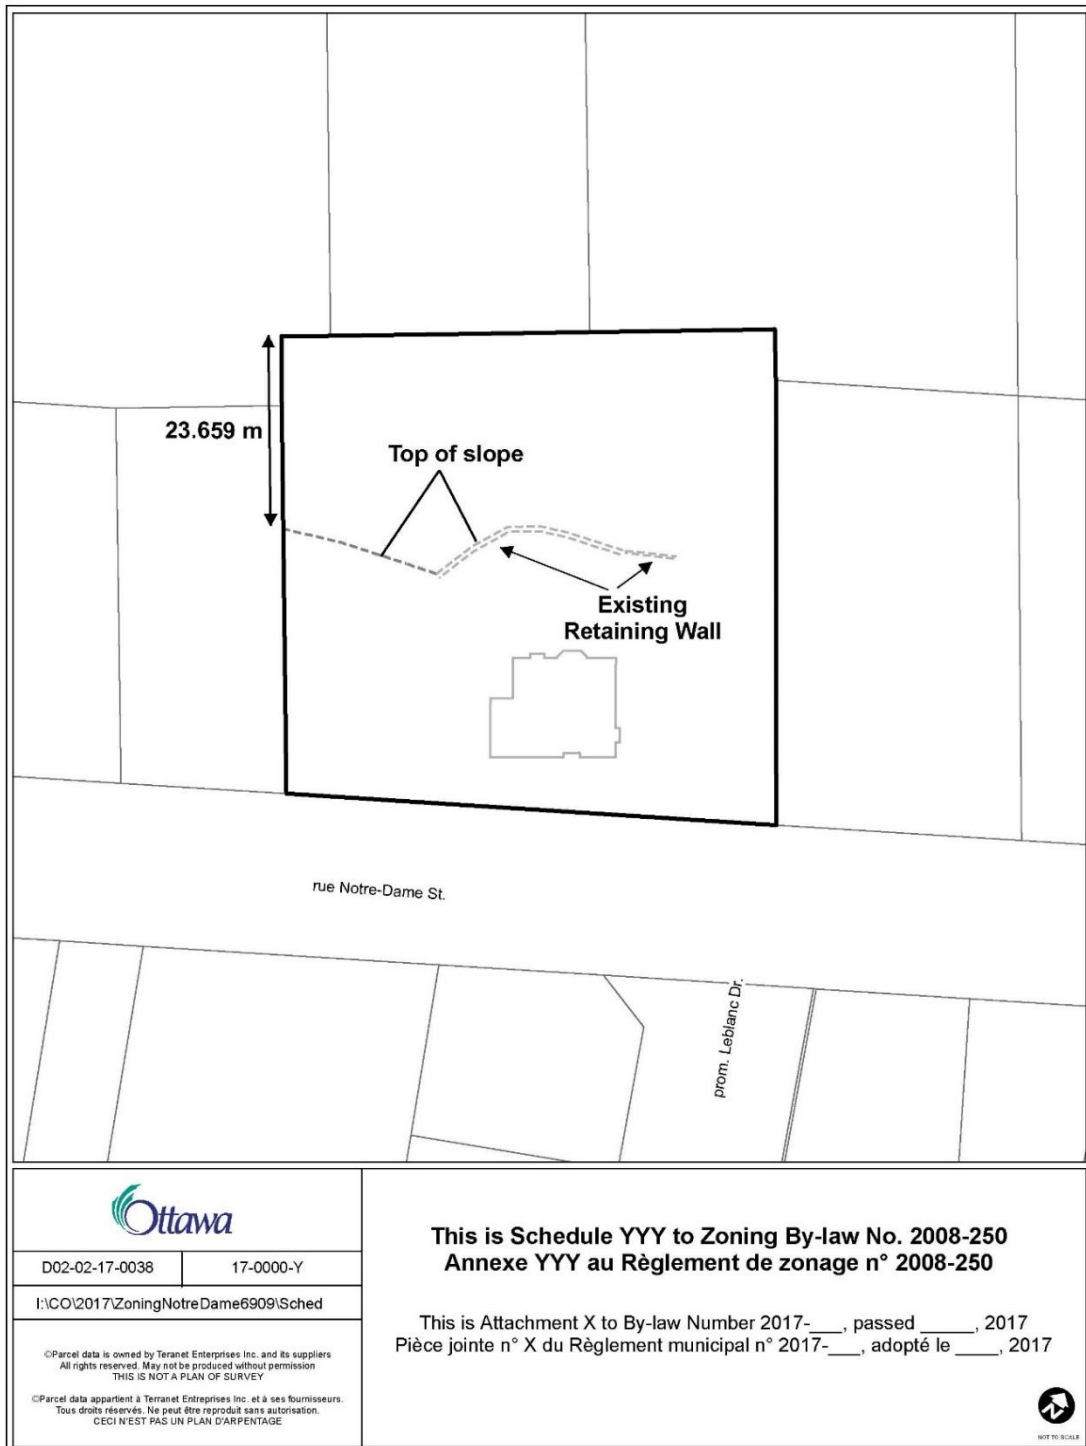 23.659 m
Top of slope
Existing
Retaining Wall
rue Notre-Dame St.
prom. Leblanc Dr.
Ottawa
D02-02-17-0038
17-0000-Y
I:\CO\2017\ZoningNotreDame6909\Sched
©Parcel data is owned by Teranet Enterprises Inc. and its suppliers
All rights reserved. May not be produced without permission
THIS IS NOT A PLAN OF SURVEY
©Parcel data appartient à Terranet Entreprises Inc. et à ses fournisseurs.
Tous droits réservés. Ne peut être reproduit sans autorisation.
CECI N'EST PAS UN PLAN D'ARPENTAGE
This is Schedule YYY to Zoning By-law No. 2008-250
Annexe YYY au Règlement de zonage n° 2008-250
This is Attachment X to By-law Number 2017-___, passed _____, 2017
Pièce jointe n° X du Règlement municipal n° 2017-___, adopté le ____, 2017
N
NOT TO SCALE